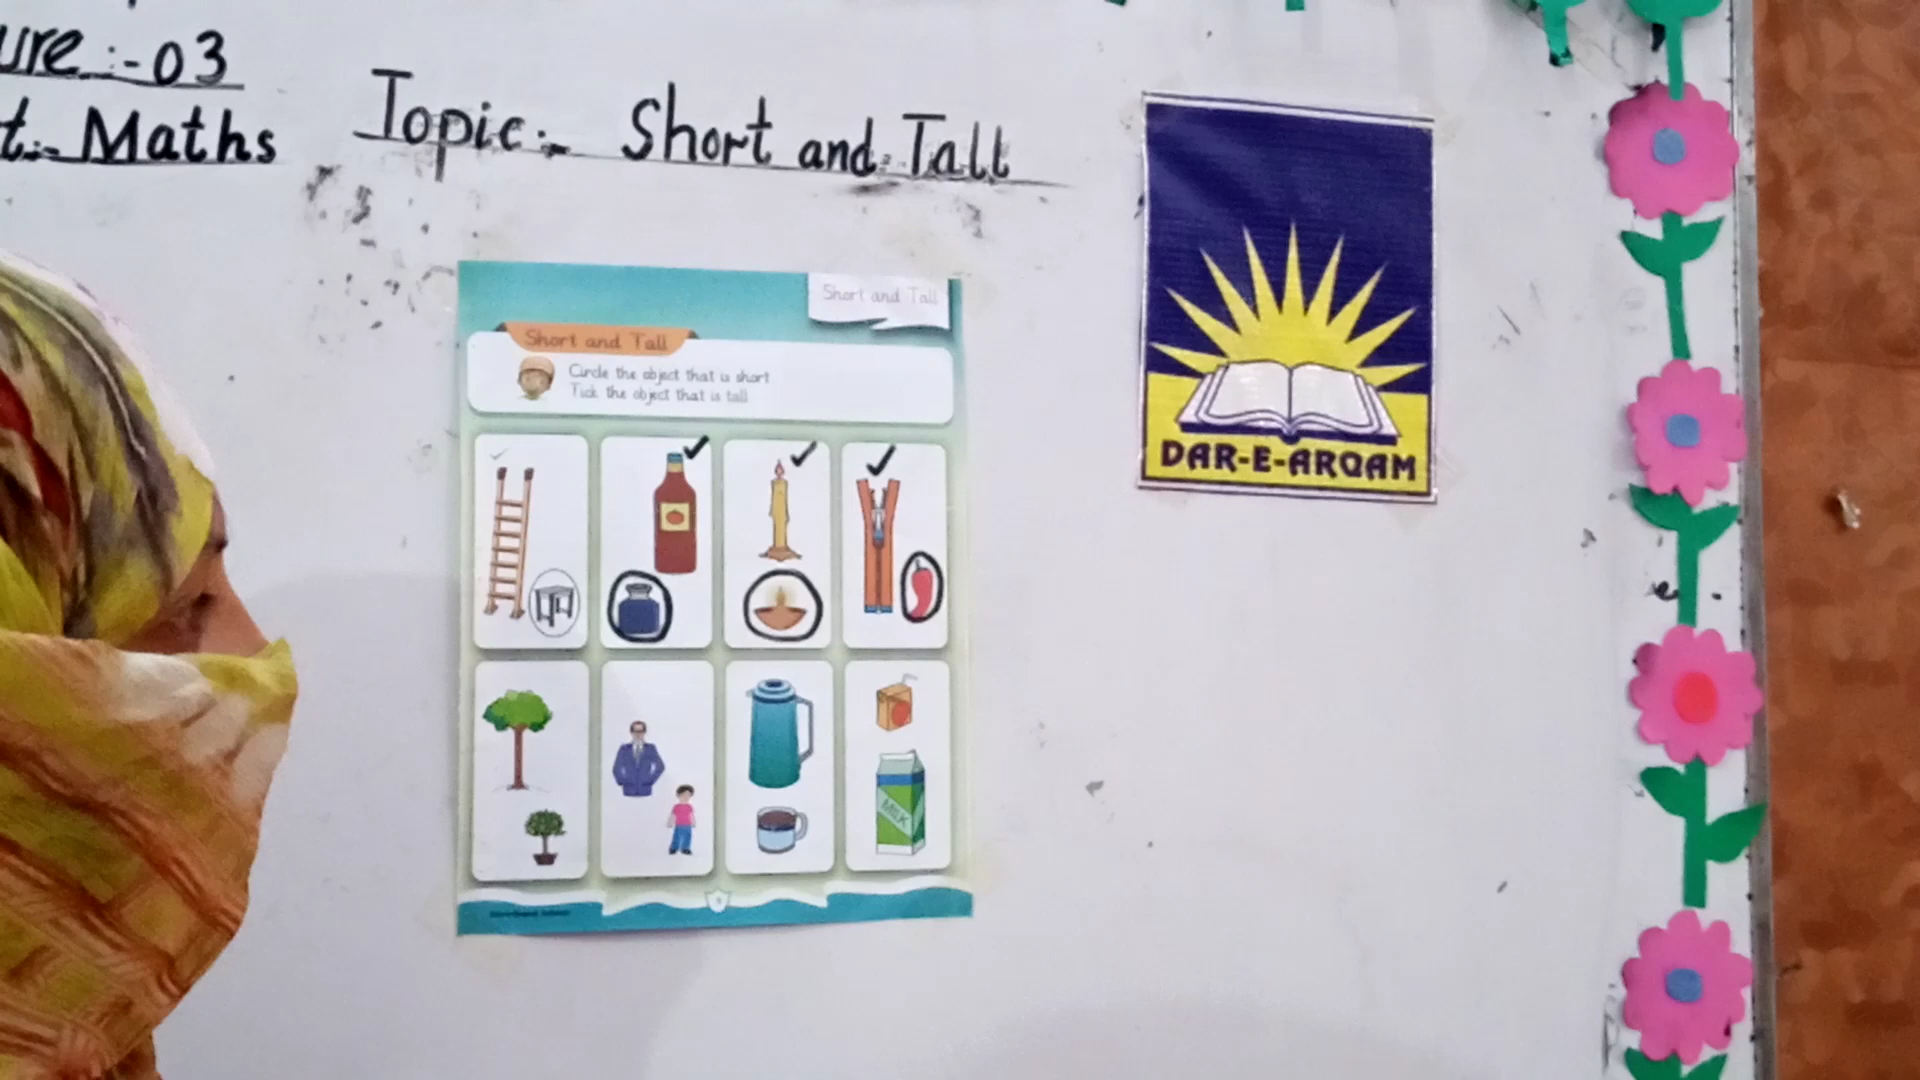 ure :- 03
t:- Maths
Topic:- Short and Tall
Short and Tall
Short and Tall
Circle the object that is short
Tick the object that is tall
MILK
DAR-E-ARQAM